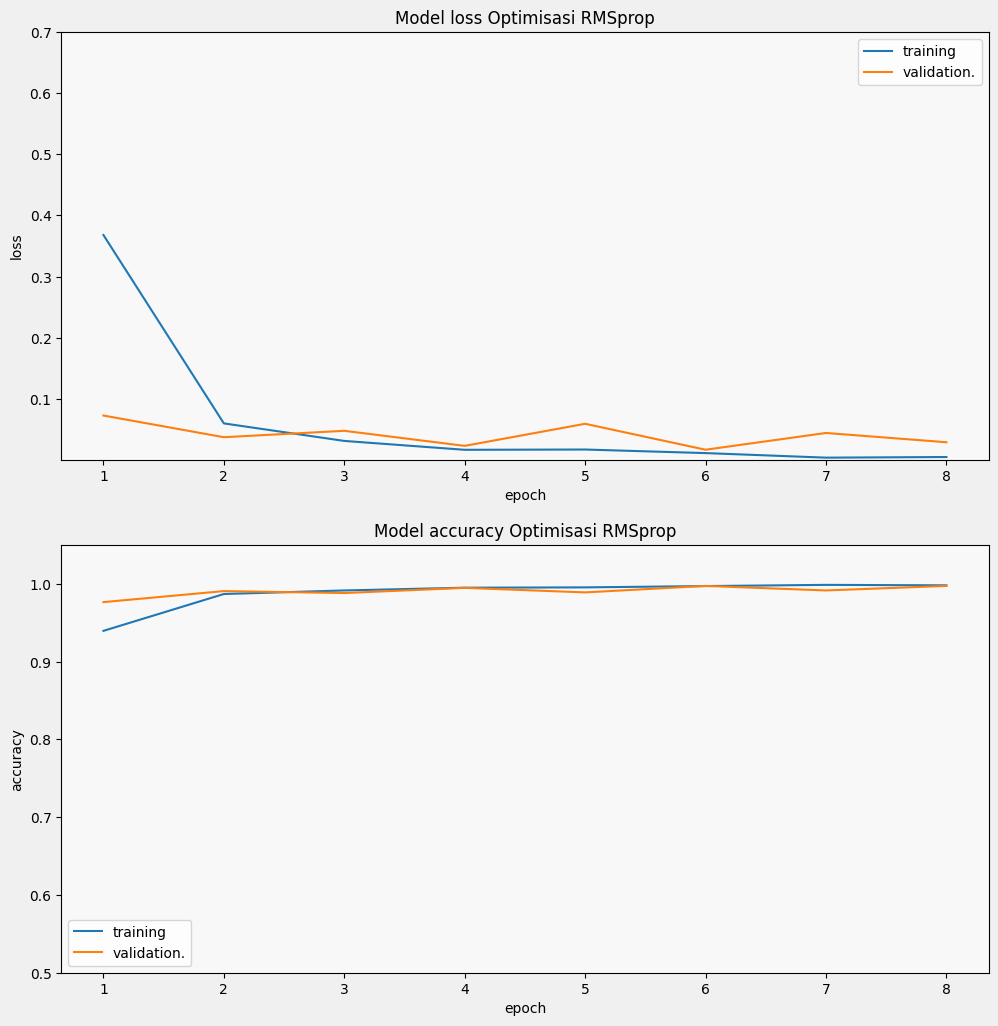 Model loss Optimisasi RMSprop
0.7
0.6
0.5
0.4
0.3
0.2
0.1
loss
training
validation.
1 2 3 4 5 6 7 8
epoch
Model accuracy Optimisasi RMSprop
1.0
0.9
0.8
0.7
0.6
0.5
accuracy
training
validation.
1 2 3 4 5 6 7 8
epoch